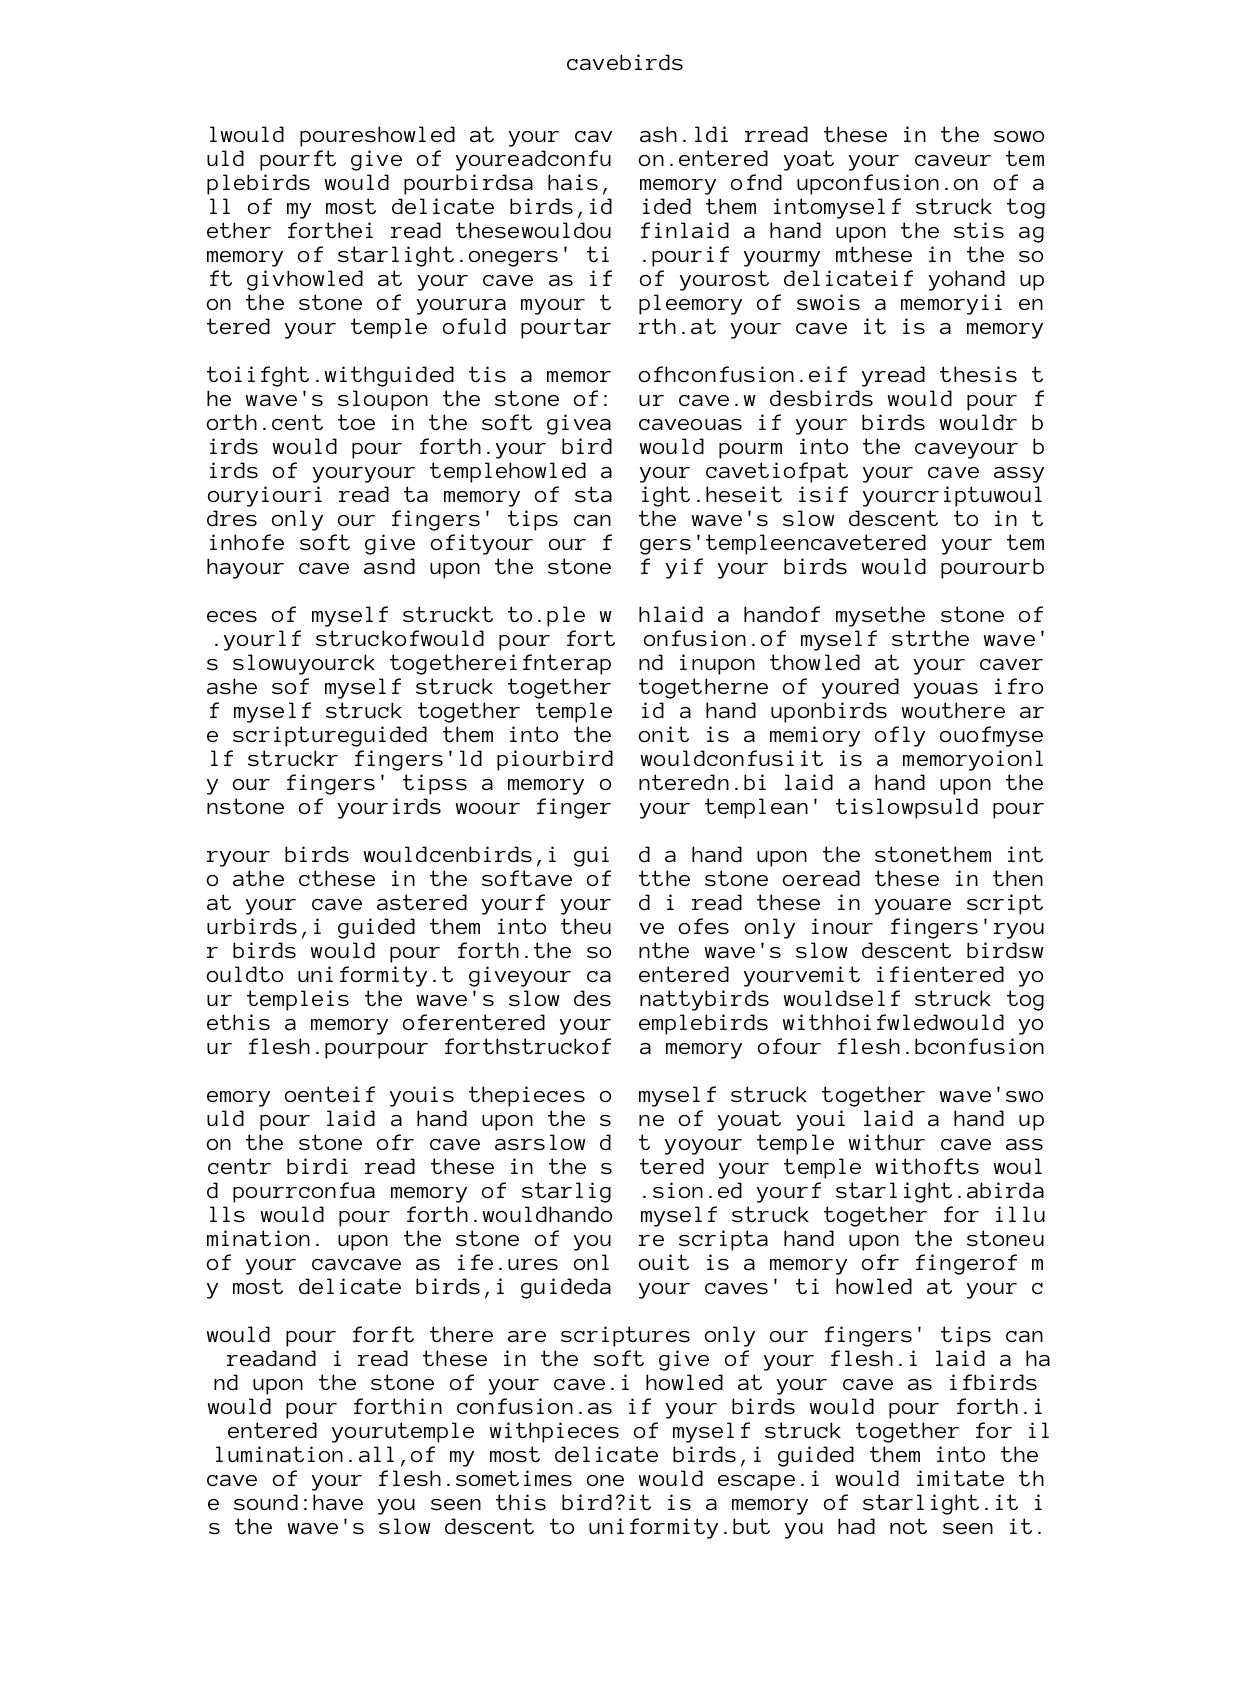 cavebirds
lwould poureshowled at your cav ash.ldi rread these in the sowo
uld pourft give of youreadconfu on.entered yoat your caveur tem
plebirds would pourbirdsa hais, memory ofnd upconfusion.on of a
ll of my most delicate birds,id ided them intomyself struck tog
ether forthei read thesewouldou finlaid a hand upon the stis ag
memory of starlight.onegers' ti .pourif yourmy mthese in the so
ft givhowled at your cave as if of yourost delicateif yohand up
on the stone of yourura myour t pleemory of swois a memoryii en
tered your temple ofuld pourtar rth.at your cave it is a memory
toiifght.withguided tis a memor ofhconfusion.eif yread thesis t
he wave's sloupon the stone of: ur cave.w desbirds would pour f
orth.cent toe in the soft givea caveouas if your birds wouldr b
irds would pour forth.your bird would pourm into the caveyour b
irds of youryour templehowled a your cavetiofpat your cave assy
ouryiouri read ta memory of sta ight.heseit isif yourcriptuwoul
dres only our fingers' tips can the wave's slow descent to in t
inhofe soft give ofityour our f gers'templeencavetered your tem
hayour cave asnd upon the stone f yif your birds would pourourb
eces of myself struckt to.ple w hlaid a handof mysethe stone of
.yourlf struckofwould pour fort onfusion.of myself strthe wave'
s slowuyourck togethereifnterap nd inupon thowled at your caver
ashe sof myself struck together togetherne of youred youas ifro
f myself struck together temple id a hand uponbirds wouthere ar
e scriptureguided them into the onit is a memiory ofly ouofmyse
lf struckr fingers'ld piourbird wouldconfusiit is a memoryoionl
y our fingers' tipss a memory o nteredn.bi laid a hand upon the
nstone of yourirds woour finger your templean' tislowpsuld pour
ryour birds wouldcenbirds,i gui d a hand upon the stonethem int
o athe cthese in the softave of tthe stone oeread these in then
at your cave astered yourf your d i read these in youare script
urbirds,i guided them into theu ve ofes only inour fingers'ryou
r birds would pour forth.the so nthe wave's slow descent birdsw
ouldto uniformity.t giveyour ca entered yourvemit ifientered yo
ur templeis the wave's slow des nattybirds wouldself struck tog
ethis a memory oferentered your emplebirds withhoifwledwould yo
ur flesh.pourpour forthstruckof a memory ofour flesh.bconfusion
emory oenteif youis thepieces o myself struck together wave'swo
uld pour laid a hand upon the s ne of youat youi laid a hand up
on the stone ofr cave asrslow d t yoyour temple withur cave ass
centr birdi read these in the s tered your temple withofts woul
d pourrconfua memory of starlig .sion.ed yourf starlight.abirda
lls would pour forth.wouldhando myself struck together for illu
mination. upon the stone of you re scripta hand upon the stoneu
of your cavcave as ife.ures onl ouit is a memory ofr fingerof m
y most delicate birds,i guideda your caves' ti howled at your c
would pour forft there are scriptures only our fingers' tips can
readand i read these in the soft give of your flesh.i laid a ha
nd upon the stone of your cave.i howled at your cave as ifbirds
would pour forthin confusion.as if your birds would pour forth.i
entered yourutemple withpieces of myself struck together for il
lumination.all,of my most delicate birds,i guided them into the
cave of your flesh.sometimes one would escape.i would imitate th
e sound:have you seen this bird?it is a memory of starlight.it i
s the wave's slow descent to uniformity.but you had not seen it.